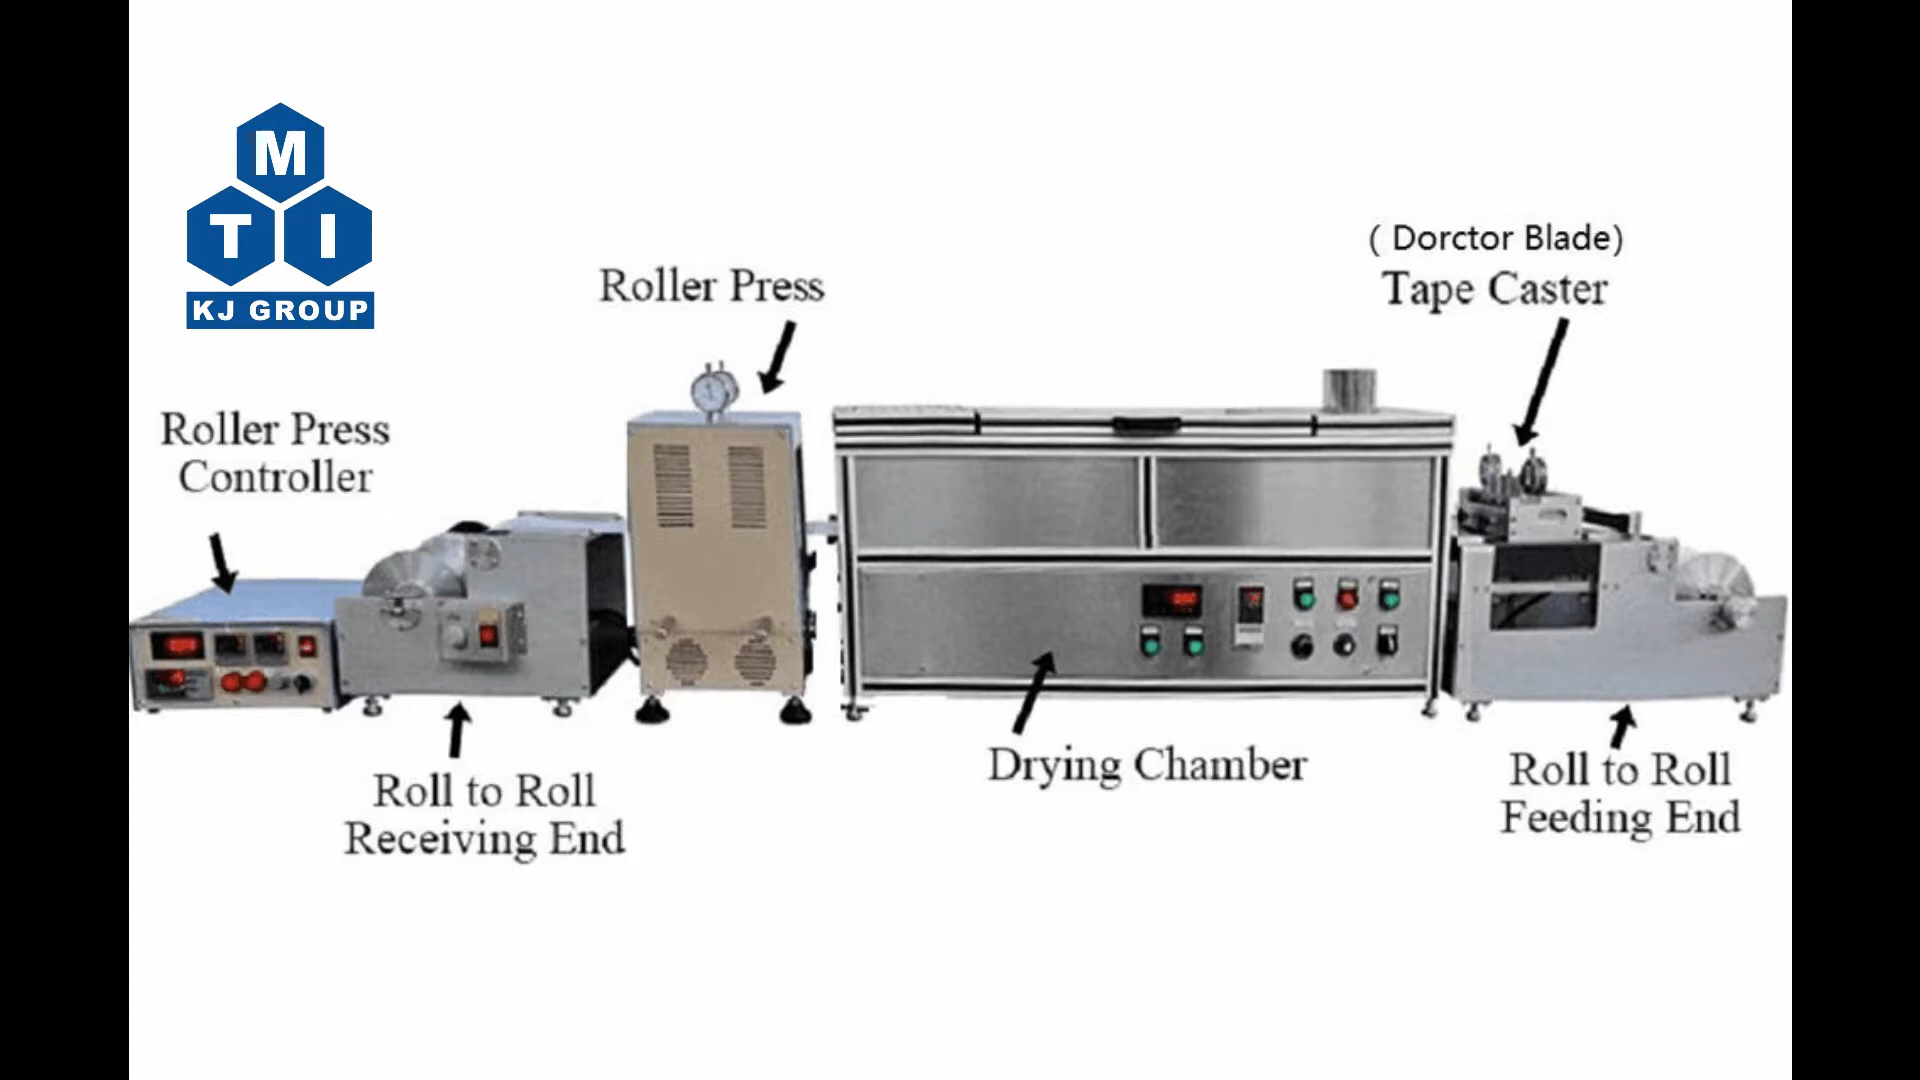 M
T I
KJ GROUP
( Dorctor Blade)
Tape Caster
Roller Press
Roller Press
Controller
Drying Chamber
Roll to Roll
Feeding End
Roll to Roll
Receiving End